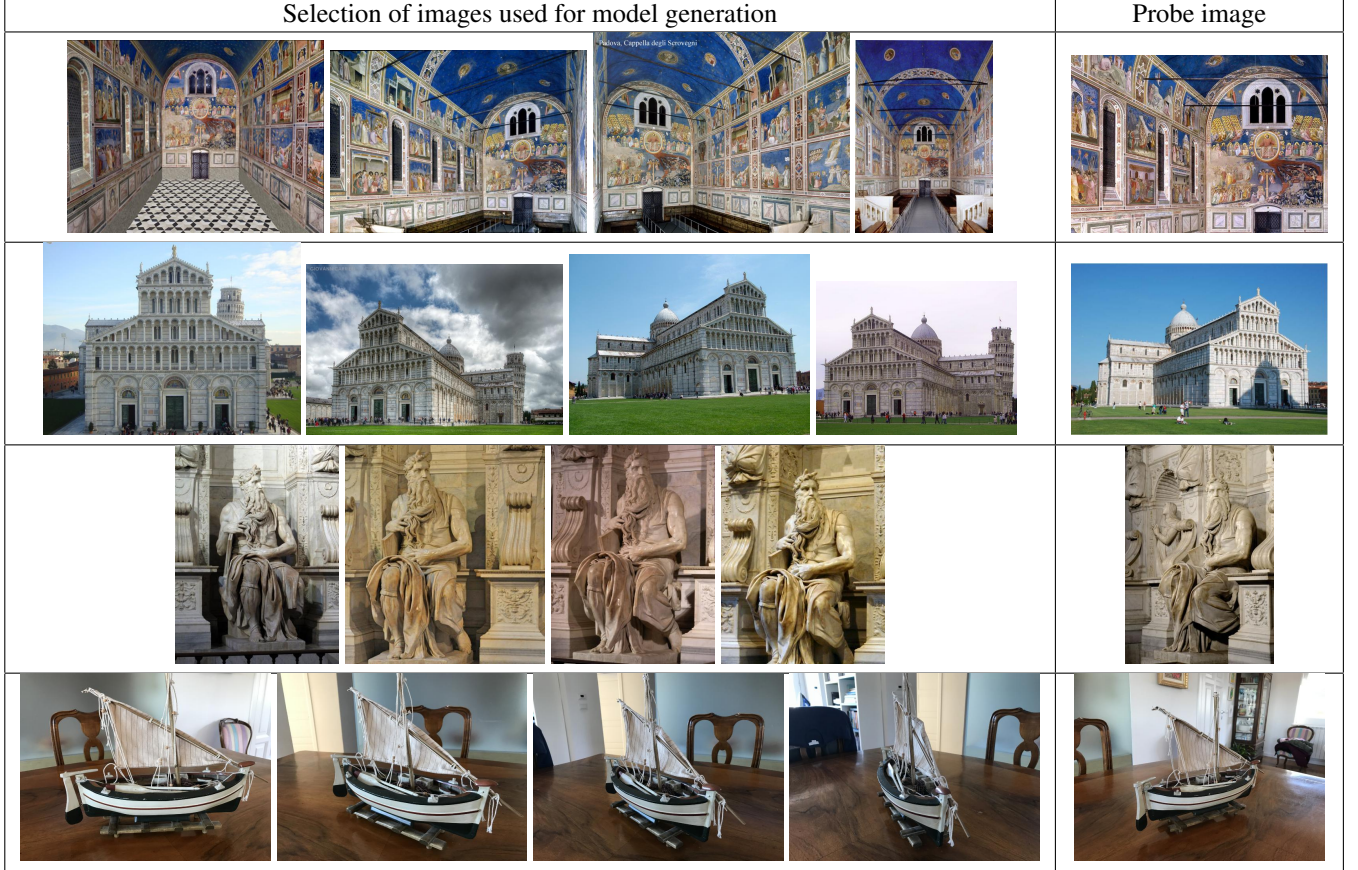 Selection of images used for model generation
Probe image
Padova, Cappella degli Scrovegni